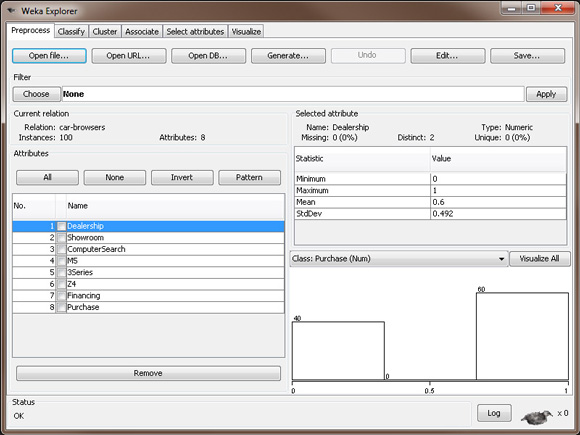 Weka Explorer
Preprocess Classify Cluster Associate Select attributes Visualize
Open file... Open URL... Open DB... Generate... Undo Edit... Save...
Filter
Choose None Apply
Current relation
Relation: car-browsers
Instances: 100 Attributes: 8
Attributes
All None Invert Pattern
No. Name
1 Dealership
2 Showroom
3 ComputerSearch
4 M5
5 3Series
6 Z4
7 Financing
8 Purchase
Remove
Selected attribute
Name: Dealership Type: Numeric
Missing: 0 (0%) Distinct: 2 Unique: 0 (0%)
Statistic Value
Minimum 0
Maximum 1
Mean 0.6
StdDev 0.492
Class: Purchase (Num) Visualize All
60
40
0
0 0.5 1
Status
OK
Log x 0